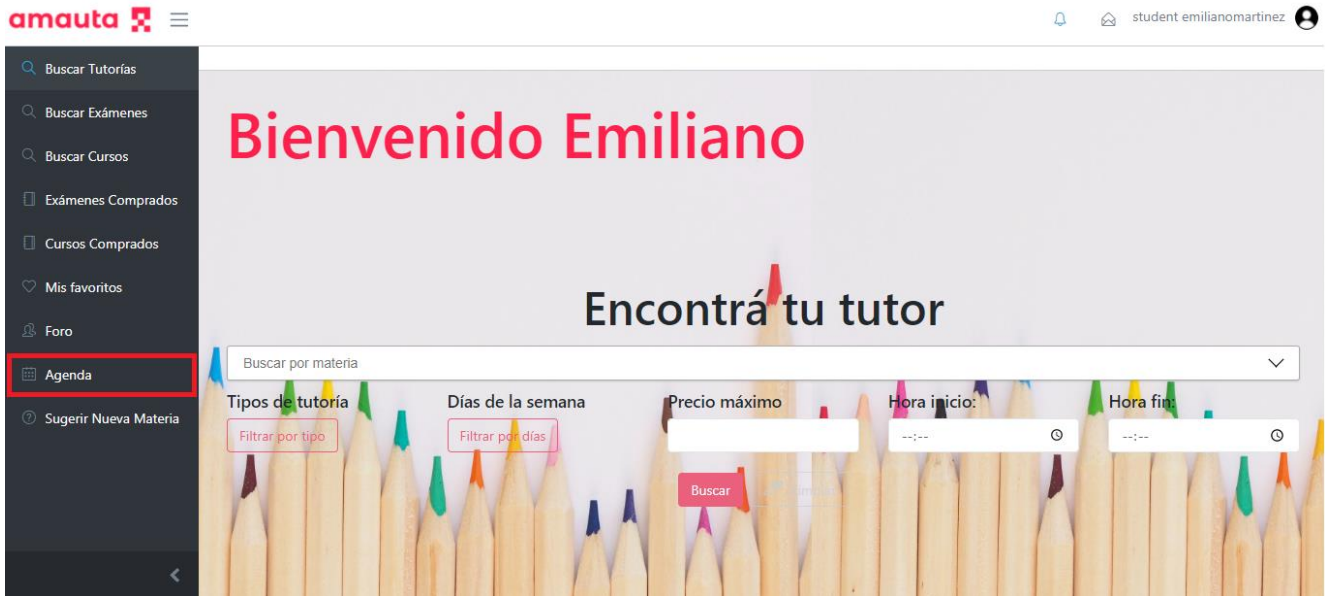 amauta
student emilianomartinez
Buscar Tutorías
Buscar Exámenes
Buscar Cursos
Exámenes Comprados
Cursos Comprados
Mis favoritos
Foro
Agenda
Sugerir Nueva Materia
Bienvenido Emiliano
Encontrá tu tutor
Buscar por materia
Tipos de tutoría
Días de la semana
Precio máximo
Hora inicio:
Hora fin:
Filtrar por tipo
Filtrar por días
--:--
--:--
Buscar